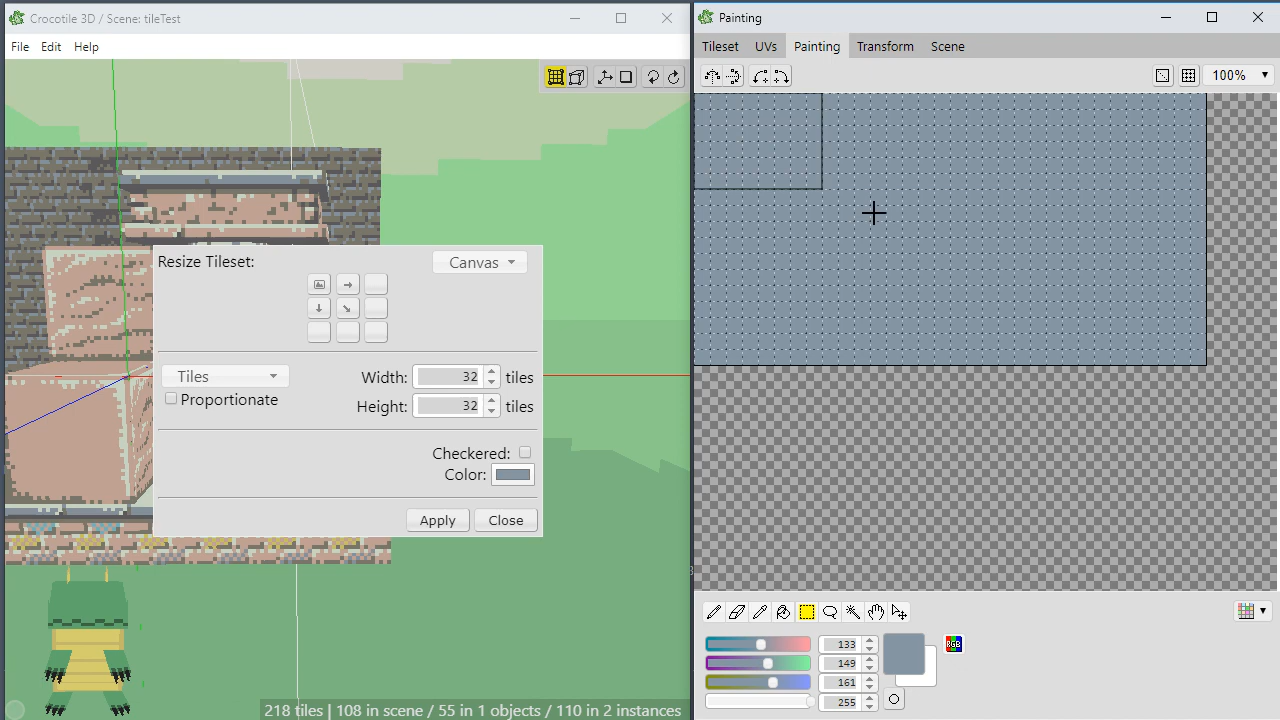 Crocotile 3D / Scene: tileTest
File Edit Help
Resize Tileset:
Canvas
Tiles
Width: 32 tiles
Proportionate
Height: 32 tiles
Checkered:
Color:
Apply Close
218 tiles | 108 in scene / 55 in 1 objects / 110 in 2 instances
Painting
Tileset UVs Painting Transform Scene
100%
133
RGB
149
161
255